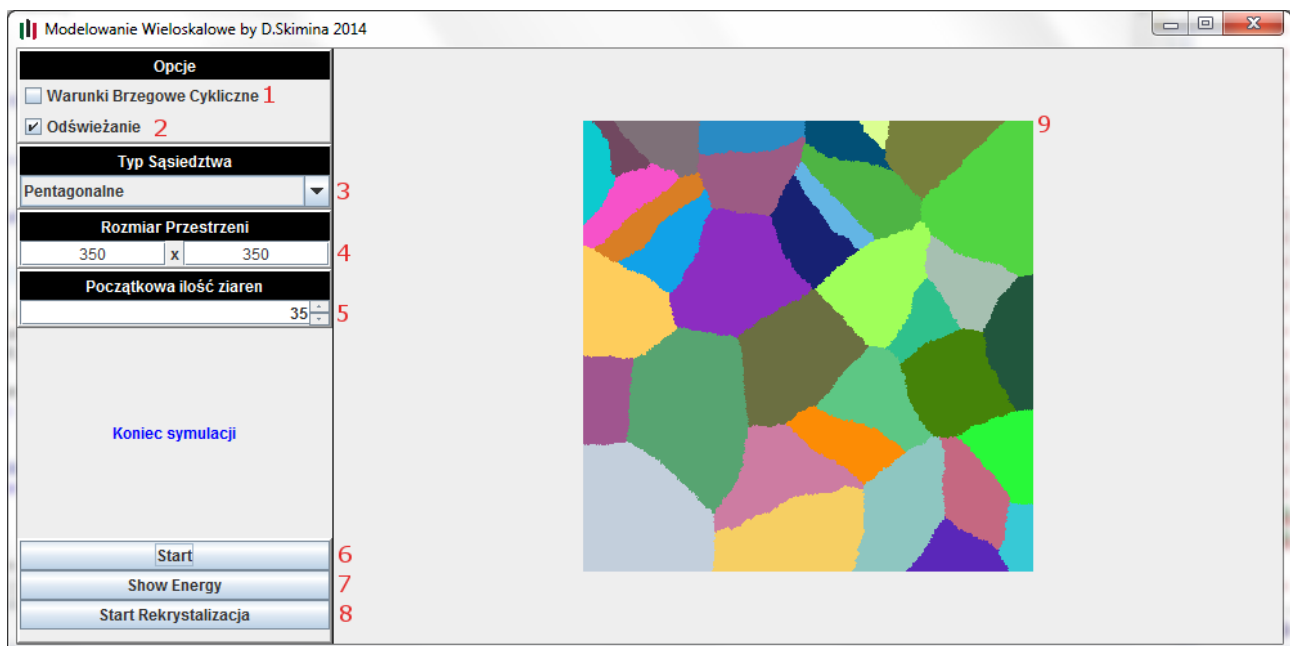 Modelowanie Wieloskalowe by D.Skimina 2014
Opcje
Warunki Brzegowe Cykliczne 1
Odświeżanie 2
Typ Sąsiedztwa
Pentagonalne 3
Rozmiar Przestrzeni
350 x 350 4
Początkowa ilość ziaren
35 5
Koniec symulacji
Start 6
Show Energy 7
Start Rekrystalizacja 8
9